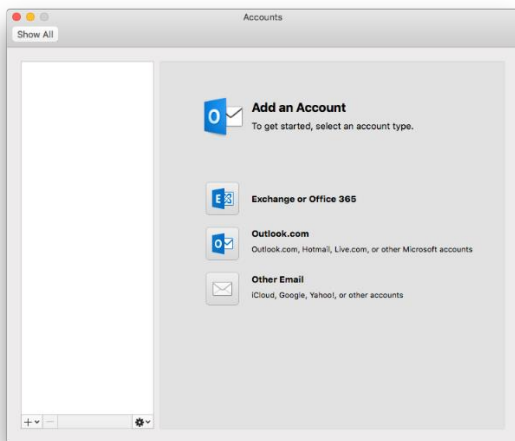 Accounts
Show All
Add an Account
To get started, select an account type.
Exchange or Office 365
Outlook.com
Outlook.com, Hotmail, Live.com, or other Microsoft accounts
Other Email
iCloud, Google, Yahoo!, or other accounts